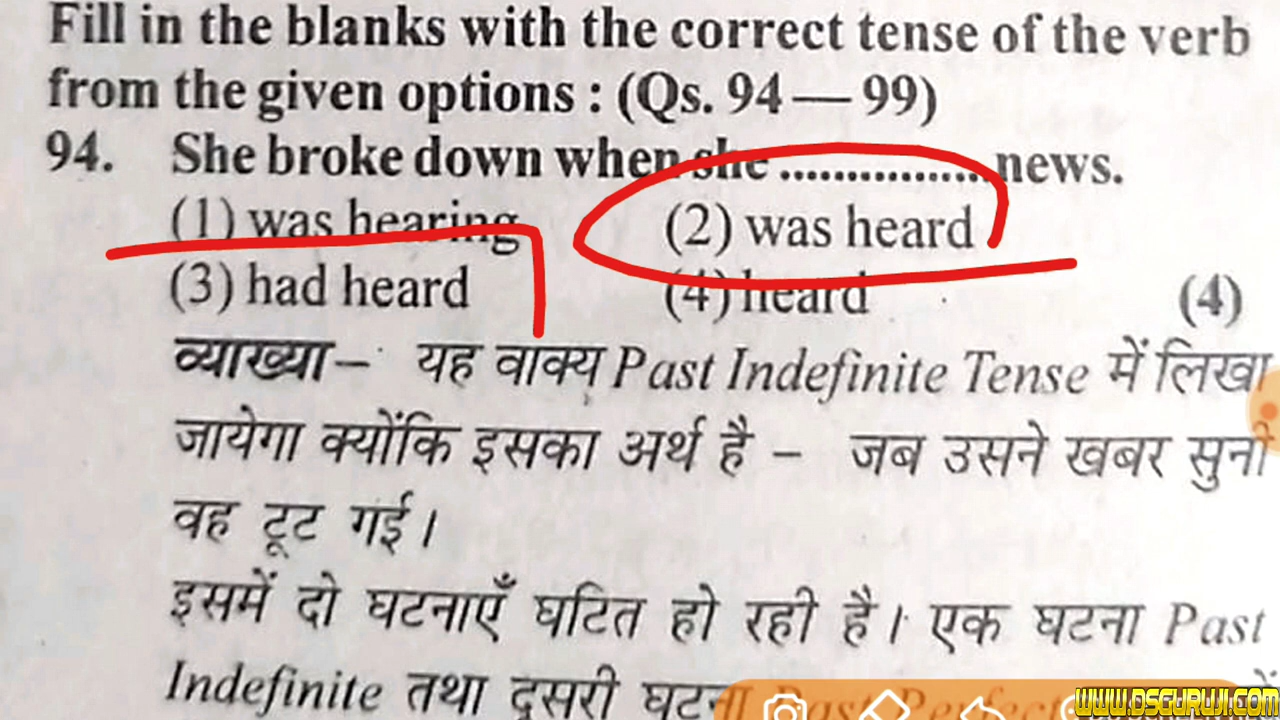 Fill in the blanks with the correct tense of the verb
from the given options : (Qs. 94 — 99)
94. She broke down when she ................news.
(1) was hearing (2) was heard
(3) had heard (4) heard (4)
व्याख्या – यह वाक्य Past Indefinite Tense में लिखा
जायेगा क्योंकि इसका अर्थ है – जब उसने खबर सुनी
वह टूट गई।
इसमें दो घटनाएँ घटित हो रही है। एक घटना Past
Indefinite तथा दूसरी घटना Past Perfect में
WWW.DSGURUJI.COM